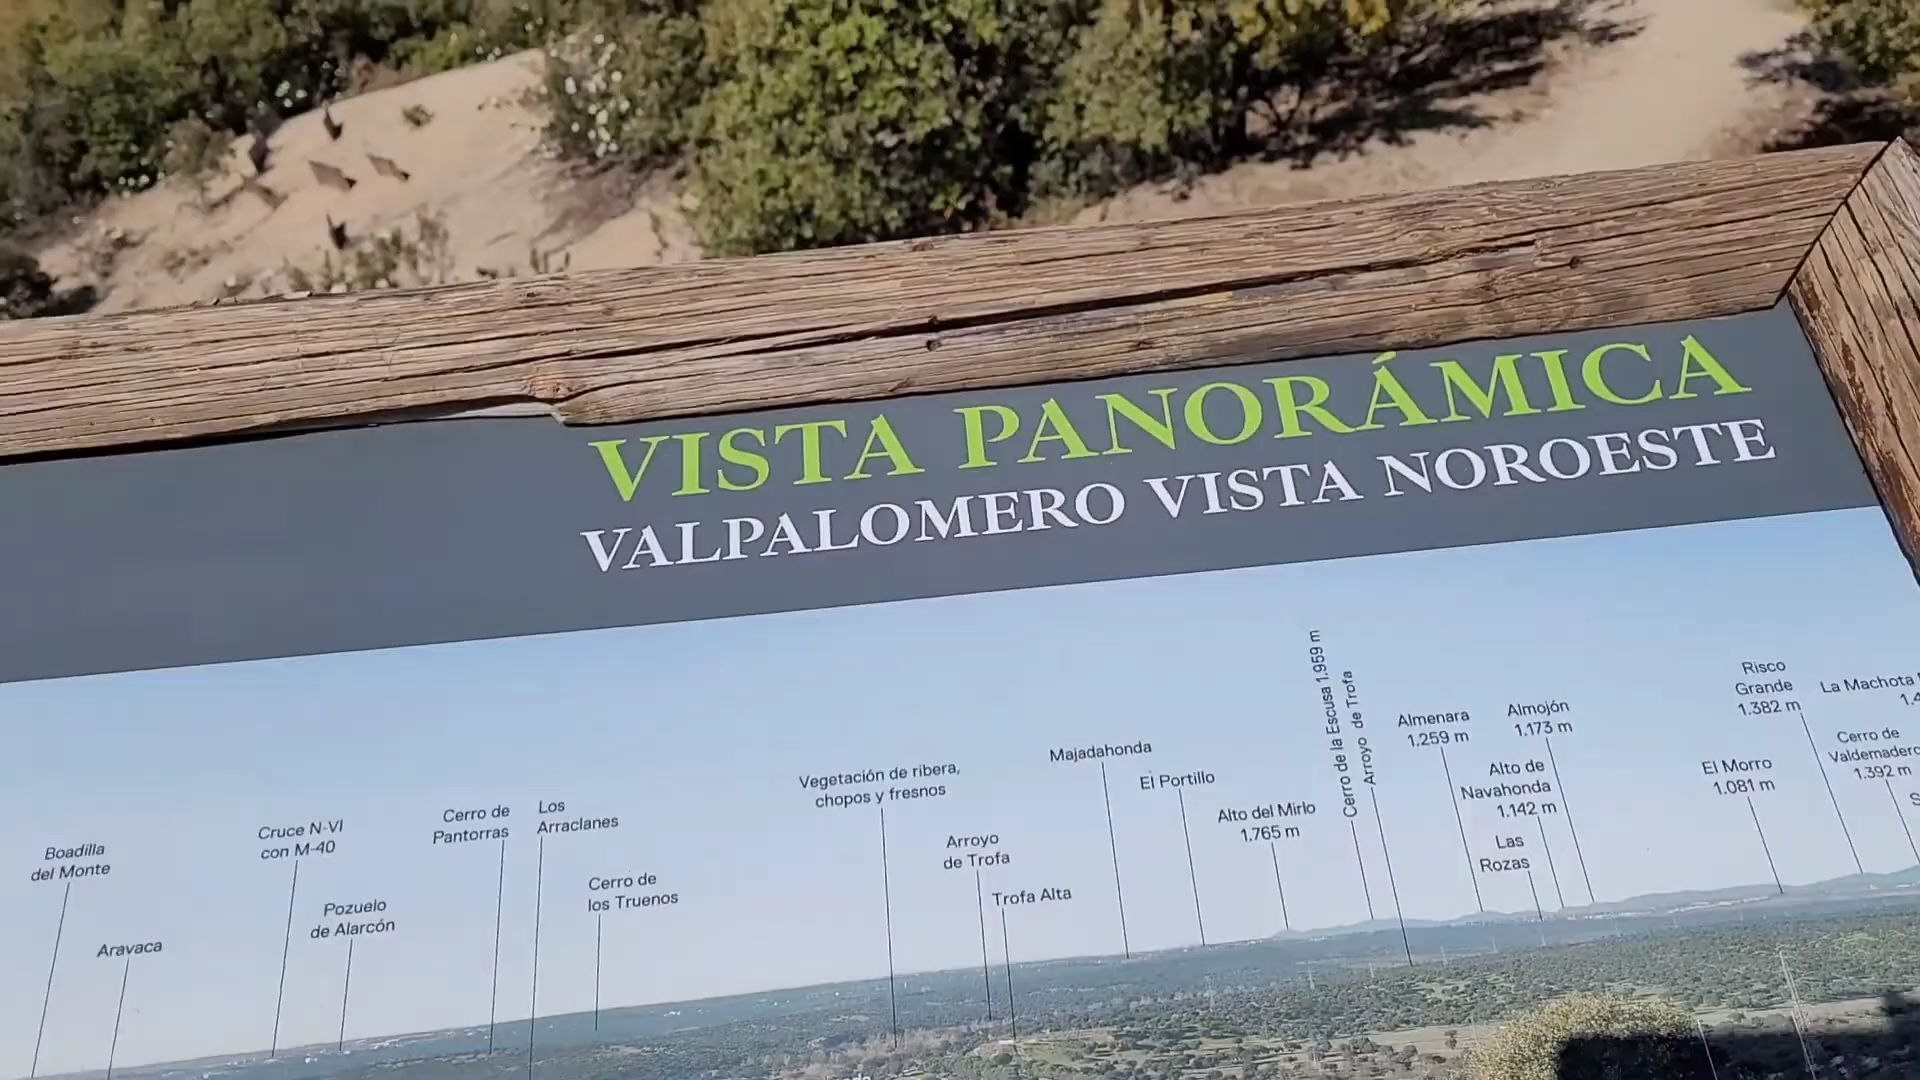 VISTA PANORÁMICA
VALPALOMERO VISTA NOROESTE
Boadilla
del Monte
Aravaca
Cruce N-VI
con M-40
Pozuelo
de Alarcón
Cerro de
Pantorras
Los
Arraclanes
Cerro de
los Truenos
Vegetación de ribera,
chopos y fresnos
Arroyo
de Trofa
Trofa Alta
Majadahonda
El Portillo
Alto del Mirlo
1.765 m
Cerro de la Escusa 1.959 m
Arroyo de Trofa
Almenara
1.259 m
Almojón
1.173 m
Alto de
Navahonda
1.142 m
Las
Rozas
El Morro
1.081 m
Risco
Grande
1.382 m
La Machota
Cerro de
1.392 m